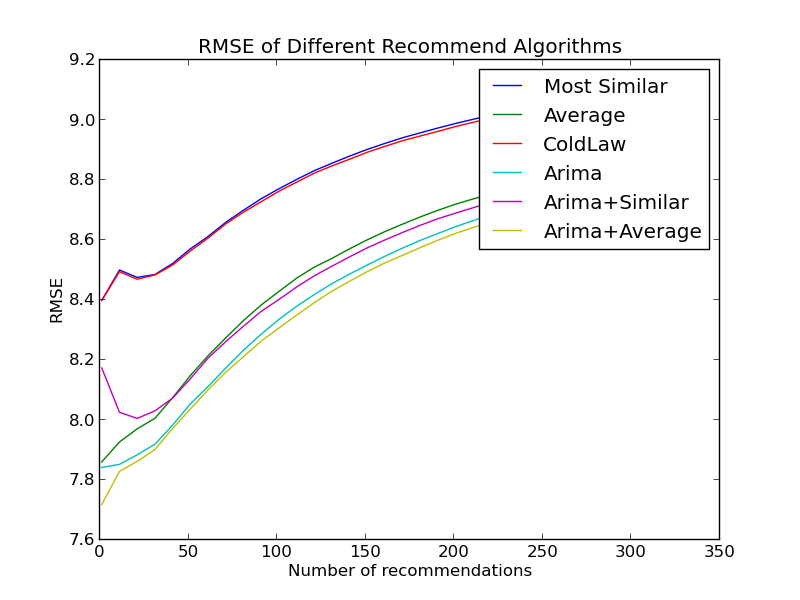 RMSE of Different Recommend Algorithms
9.2
9.0
8.8
8.6
8.4
8.2
8.0
7.8
7.6
RMSE
Most Similar
Average
ColdLaw
Arima
Arima+Similar
Arima+Average
0 50 100 150 200 250 300 350
Number of recommendations